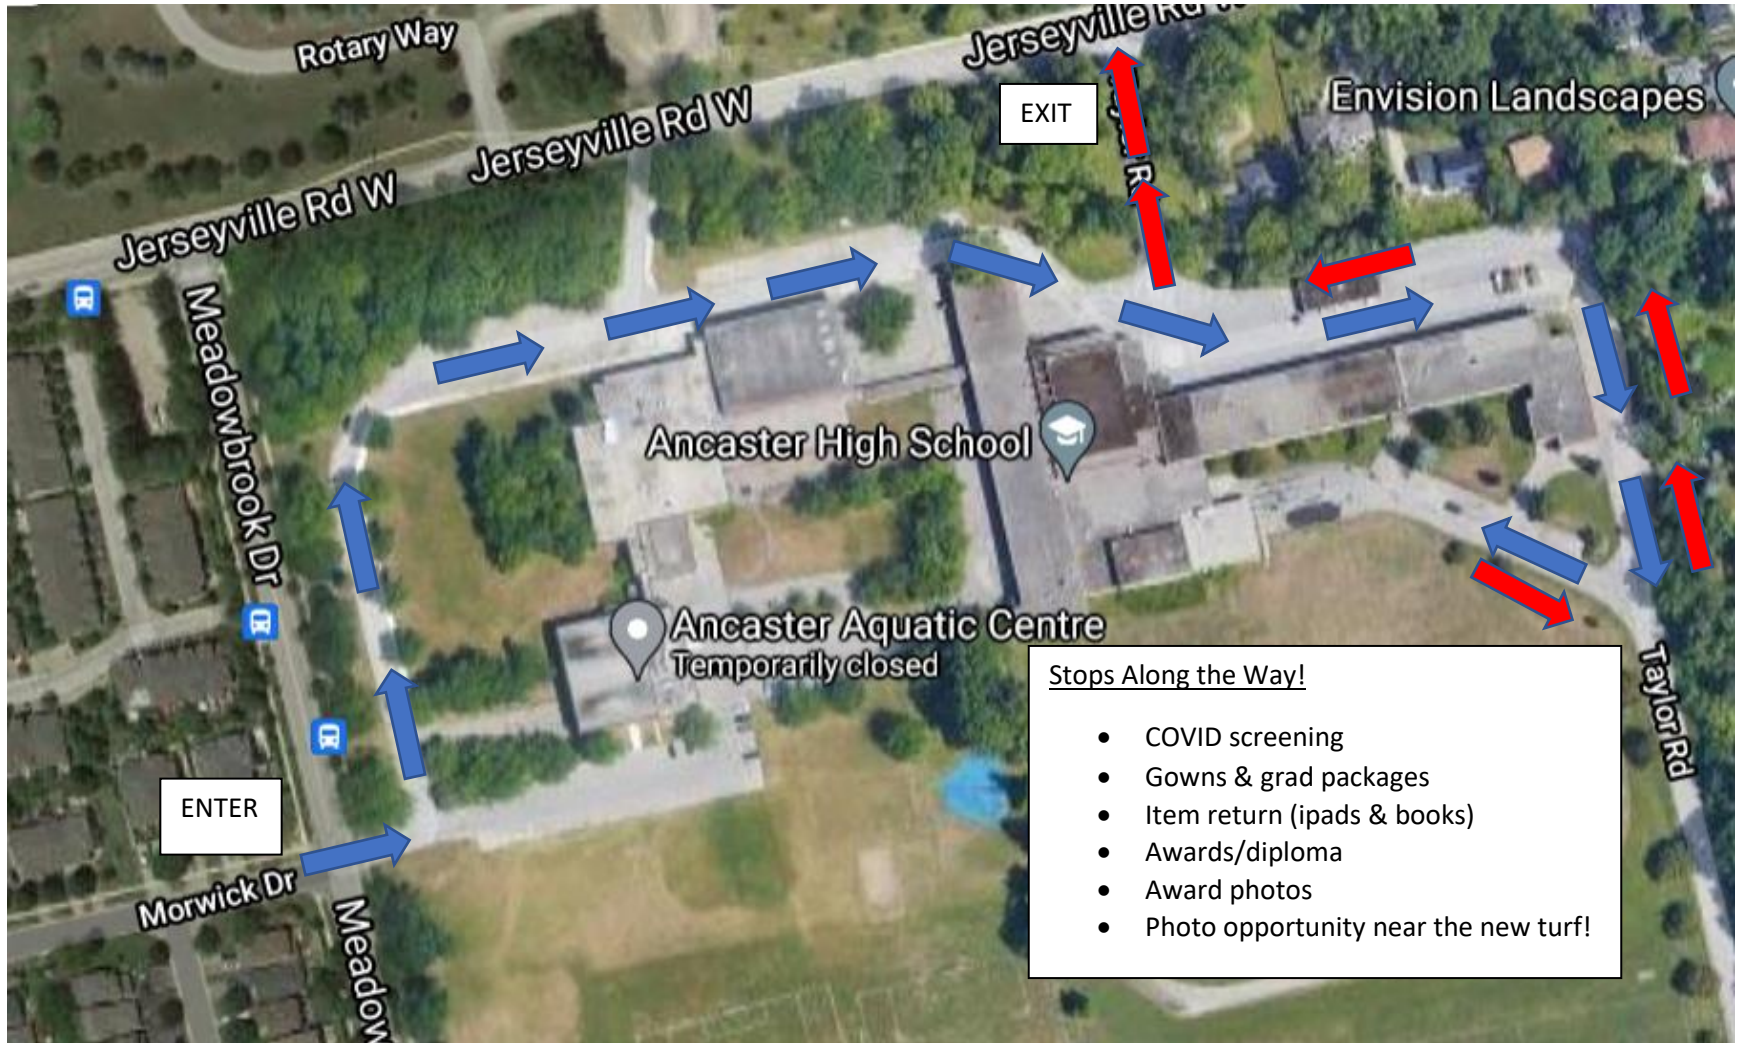 Rotary Way
Jerseyville Rd W
Jerseyville Rd W
Jerseyville Rd W
EXIT
Envision Landscapes
Meadowbrook Dr
Ancaster High School
Ancaster Aquatic Centre
Temporarily closed
ENTER
Morwick Dr
Meadow
Taylor Rd
Stops Along the Way!
• COVID screening
• Gowns & grad packages
• Item return (ipads & books)
• Awards/diploma
• Award photos
• Photo opportunity near the new turf!